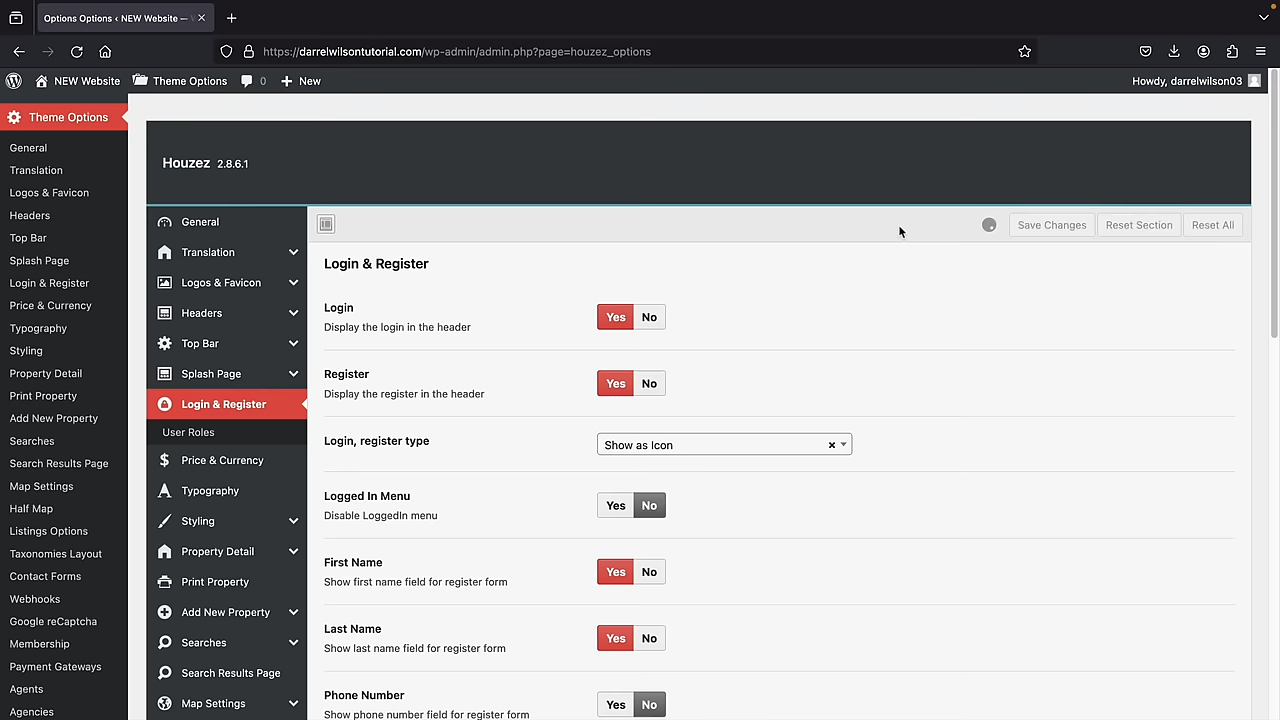 Options Options ‹ NEW Website —
https://darrelwilsontutorial.com/wp-admin/admin.php?page=houzez_options
NEW Website
Theme Options
0
New
Howdy, darrelwilson03
Theme Options
General
Translation
Logos & Favicon
Headers
Top Bar
Splash Page
Login & Register
Price & Currency
Typography
Styling
Property Detail
Print Property
Add New Property
Searches
Search Results Page
Map Settings
Half Map
Listings Options
Taxonomies Layout
Contact Forms
Webhooks
Google reCaptcha
Membership
Payment Gateways
Agents
Agencies
Houzez 2.8.6.1
General
Translation
Logos & Favicon
Headers
Top Bar
Splash Page
Login & Register
User Roles
Price & Currency
Typography
Styling
Property Detail
Print Property
Add New Property
Searches
Search Results Page
Map Settings
Save Changes
Reset Section
Reset All
Login & Register
Login
Display the login in the header
Yes No
Register
Display the register in the header
Yes No
Login, register type
Show as Icon
Logged In Menu
Disable LoggedIn menu
Yes No
First Name
Show first name field for register form
Yes No
Last Name
Show last name field for register form
Yes No
Phone Number
Show phone number field for register form
Yes No